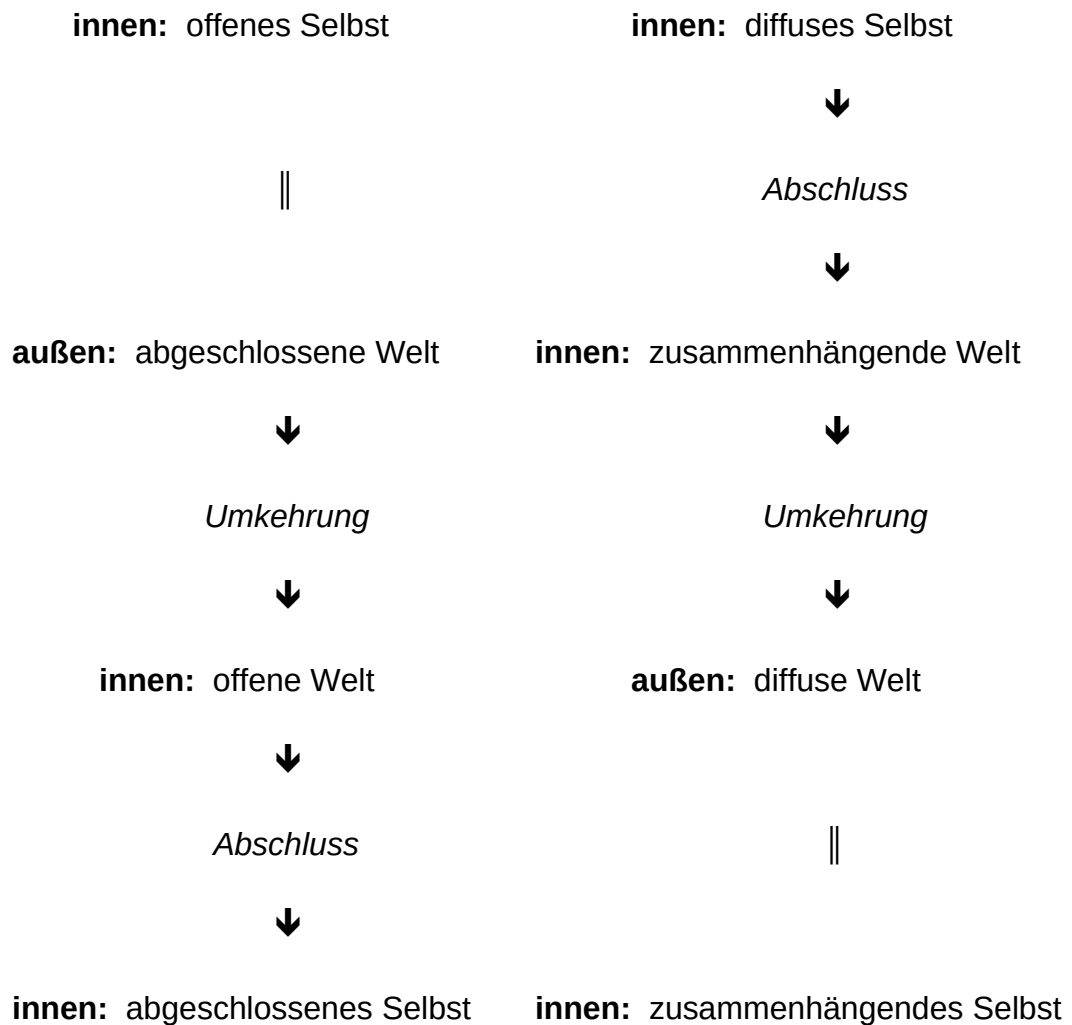 innen: offenes Selbst
‖
außen: abgeschlossene Welt
🡳
Umkehrung
🡳
innen: offene Welt
🡳
Abschluss
🡳
innen: abgeschlossenes Selbst
innen: diffuses Selbst
🡳
Abschluss
🡳
innen: zusammenhängende Welt
🡳
Umkehrung
🡳
außen: diffuse Welt
‖
innen: zusammenhängendes Selbst